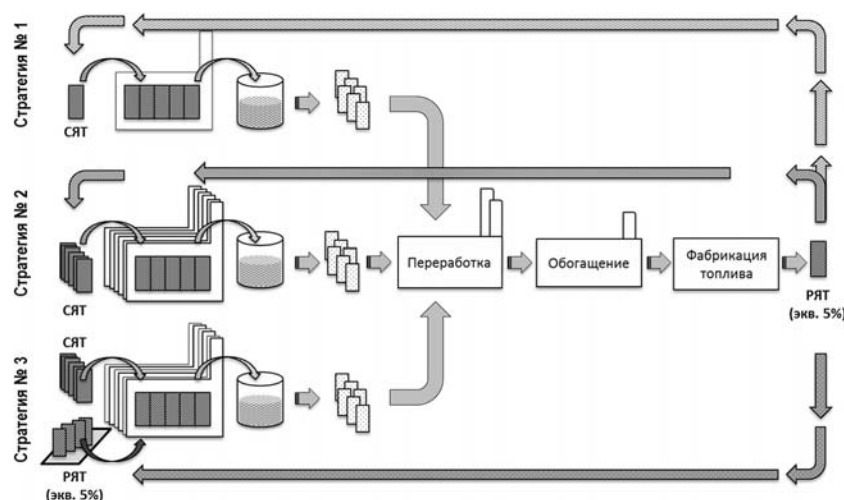 Стратегия № 1
СЯТ
Стратегия № 2
СЯТ
Переработка
Обогащение
Фабрикация
топлива
РЯТ
(экв. 5%)
Стратегия № 3
СЯТ
РЯТ
(экв. 5%)